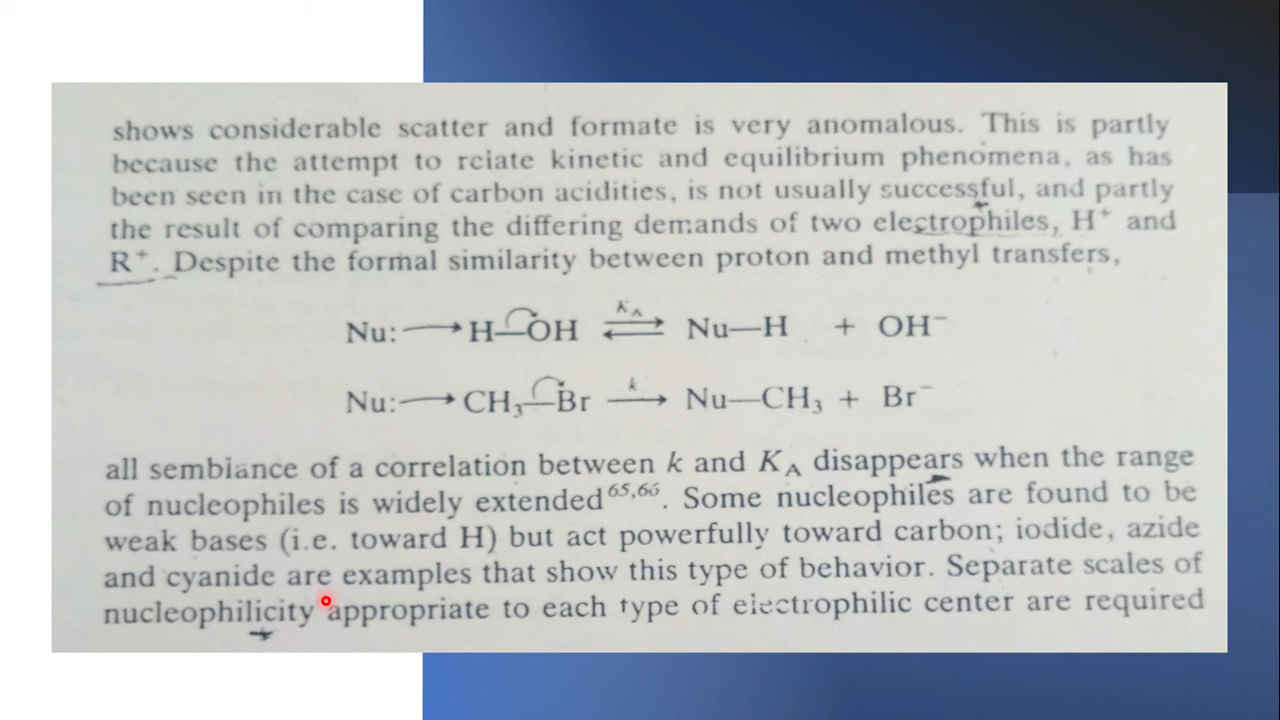 shows considerable scatter and formate is very anomalous. This is partly
because the attempt to relate kinetic and equilibrium phenomena, as has
been seen in the case of carbon acidities, is not usually successful, and partly
the result of comparing the differing demands of two electrophiles, H⁺ and
R⁺. Despite the formal similarity between proton and methyl transfers,
Nu: ⟶ H—OH ⇌ K_A Nu—H + OH⁻
Nu: ⟶ CH₃—Br ⟶ k Nu—CH₃ + Br⁻
all semblance of a correlation between k and K_A disappears when the range
of nucleophiles is widely extended⁶⁵,⁶⁶. Some nucleophiles are found to be
weak bases (i.e. toward H) but act powerfully toward carbon; iodide, azide
and cyanide are examples that show this type of behavior. Separate scales of
nucleophilicity appropriate to each type of electrophilic center are required